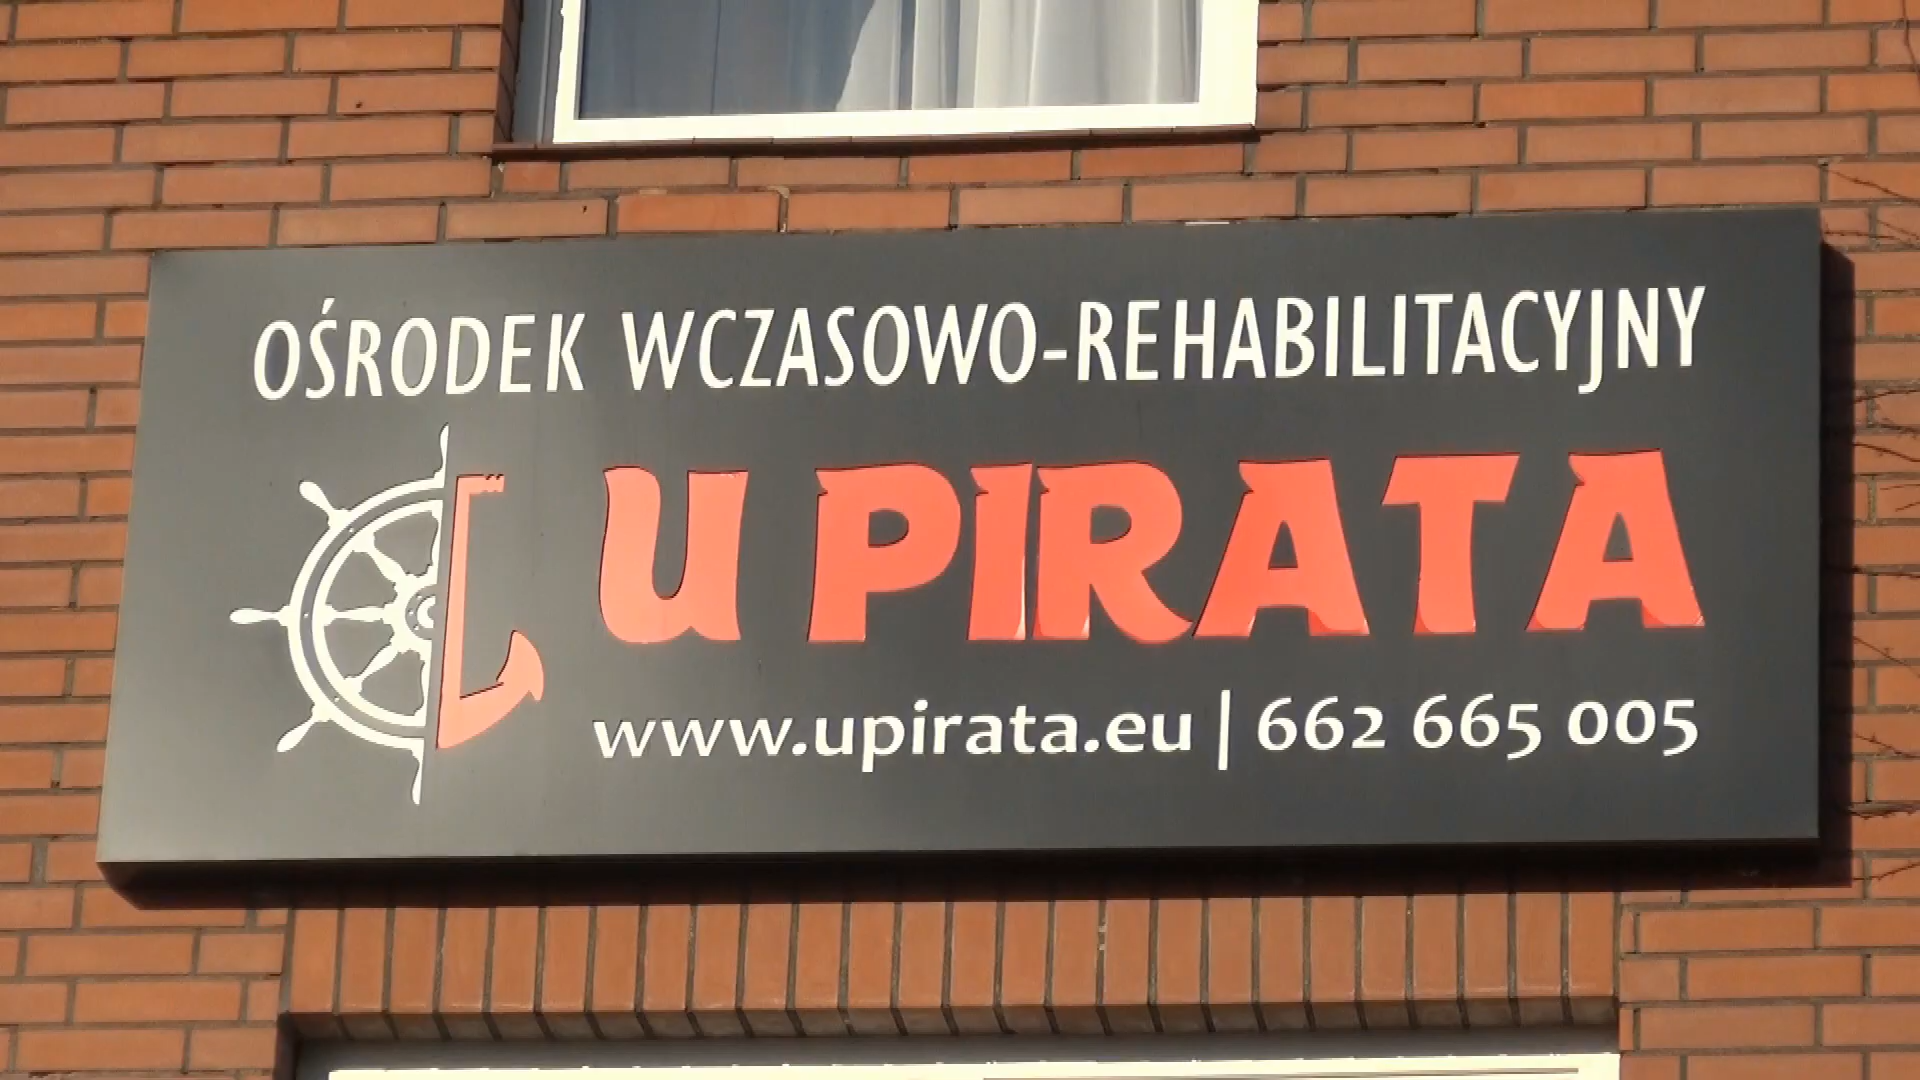 OŚRODEK WCZASOWO-REHABILITACYJNY
U PIRATA
www.upirata.eu | 662 665 005